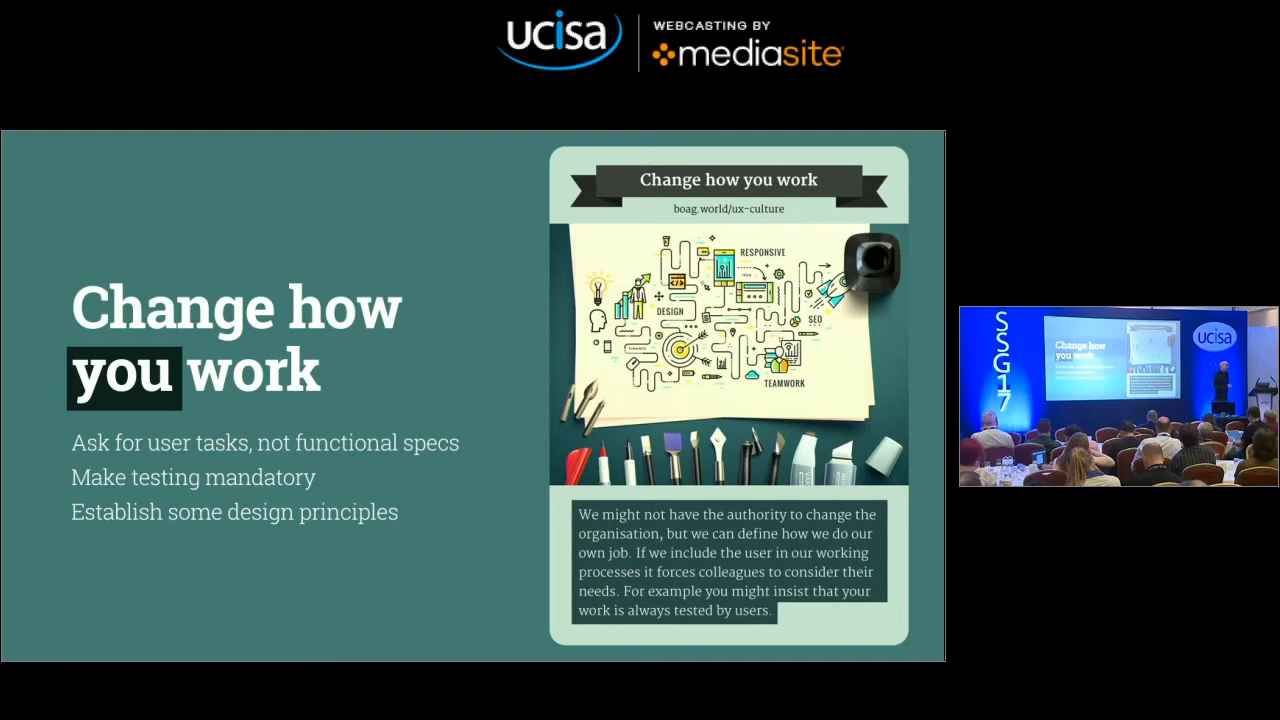 ucisa
WEBCASTING BY
mediasite
Change how
you work
Ask for user tasks, not functional specs
Make testing mandatory
Establish some design principles
Change how you work
boag.world/ux-culture
RESPONSIVE
IDEA
DESIGN
SEO
FINANCE
TEAMWORK
We might not have the authority to change the
organisation, but we can define how we do our
own job. If we include the user in our working
processes it forces colleagues to consider their
needs. For example you might insist that your
work is always tested by users.
SSG17
Change how
you work
ucisa